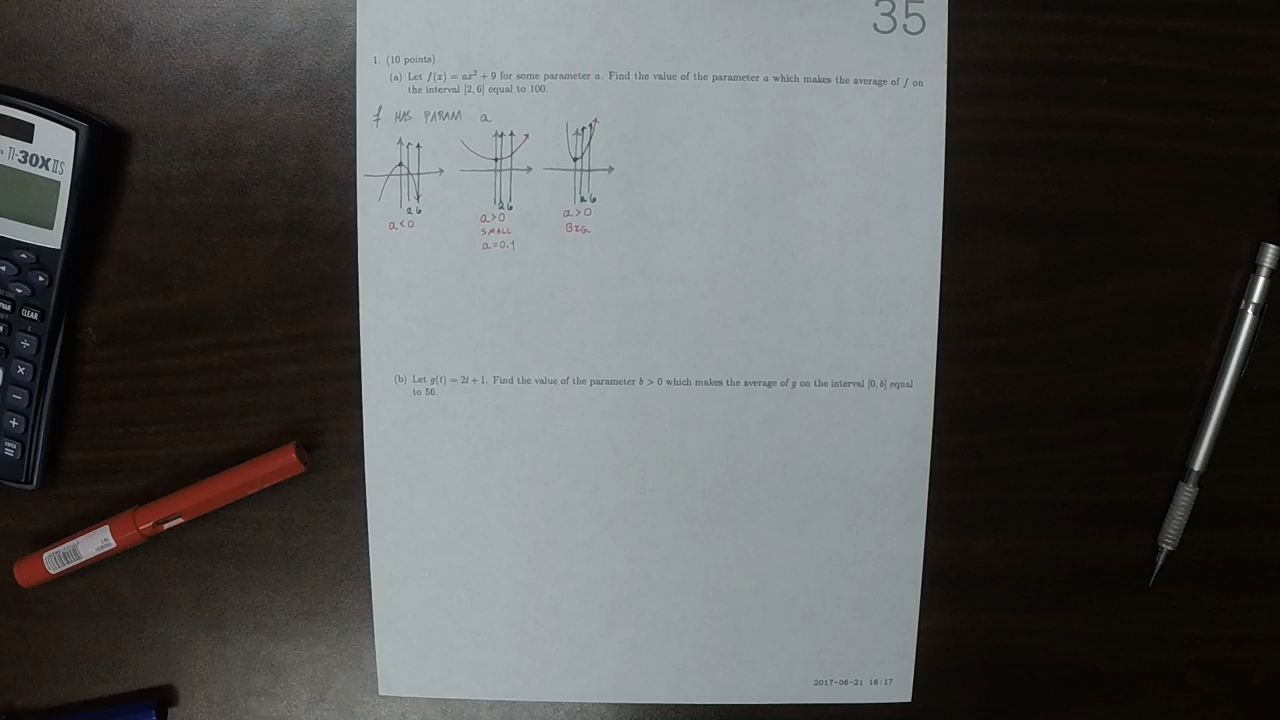 35
1. (10 points)
(a) Let f(x) = ax² + 9 for some parameter a. Find the value of the parameter a which makes the average of f on
the interval [2, 6] equal to 100.
f HAS PARAM a
2 6
a<0
2 6
a>0
SMALL
a=0.1
2 6
a>0
BIG
(b) Let g(t) = 2t + 1. Find the value of the parameter b > 0 which makes the average of g on the interval [0, b] equal
to 50.
2017-06-21 16:17
TI-30X IIS
CLEAR
÷
×
−
+
ENTER